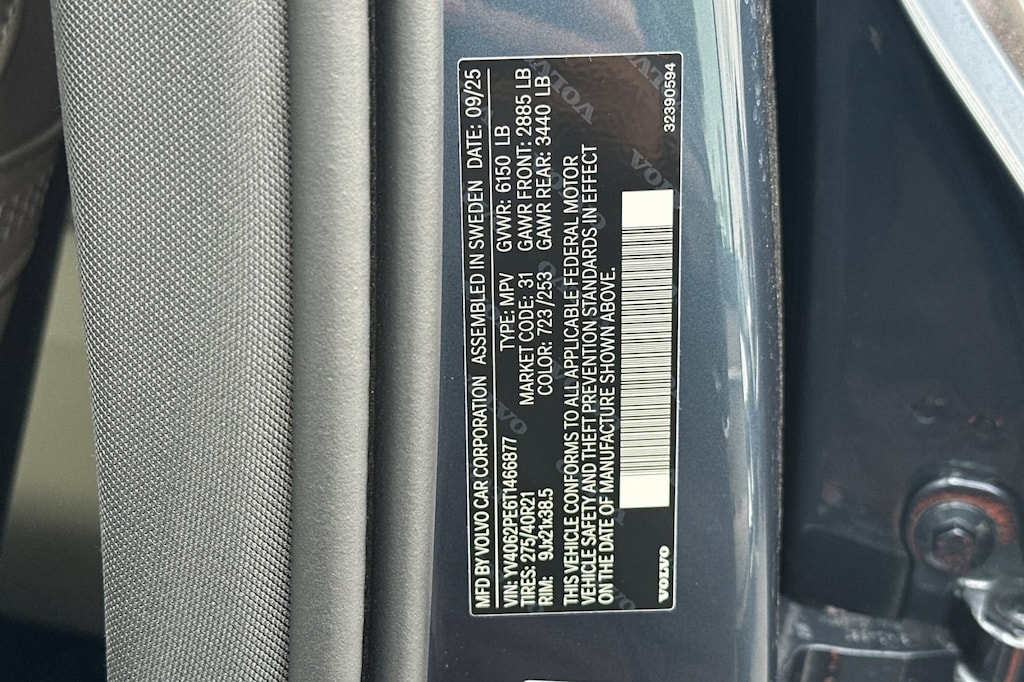 MFD BY VOLVO CAR CORPORATION ASSEMBLED IN SWEDEN DATE: 09/25
VIN: YV4062PE6T1466877 TYPE: MPV GVWR: 6150 LB
TIRES: 275/40R21 MARKET CODE: 31 GAWR FRONT: 2885 LB
RIM: 9Jx21x38.5 COLOR: 723/253 GAWR REAR: 3440 LB
THIS VEHICLE CONFORMS TO ALL APPLICABLE FEDERAL MOTOR
VEHICLE SAFETY AND THEFT PREVENTION STANDARDS IN EFFECT
ON THE DATE OF MANUFACTURE SHOWN ABOVE.
VOLVO 32390594